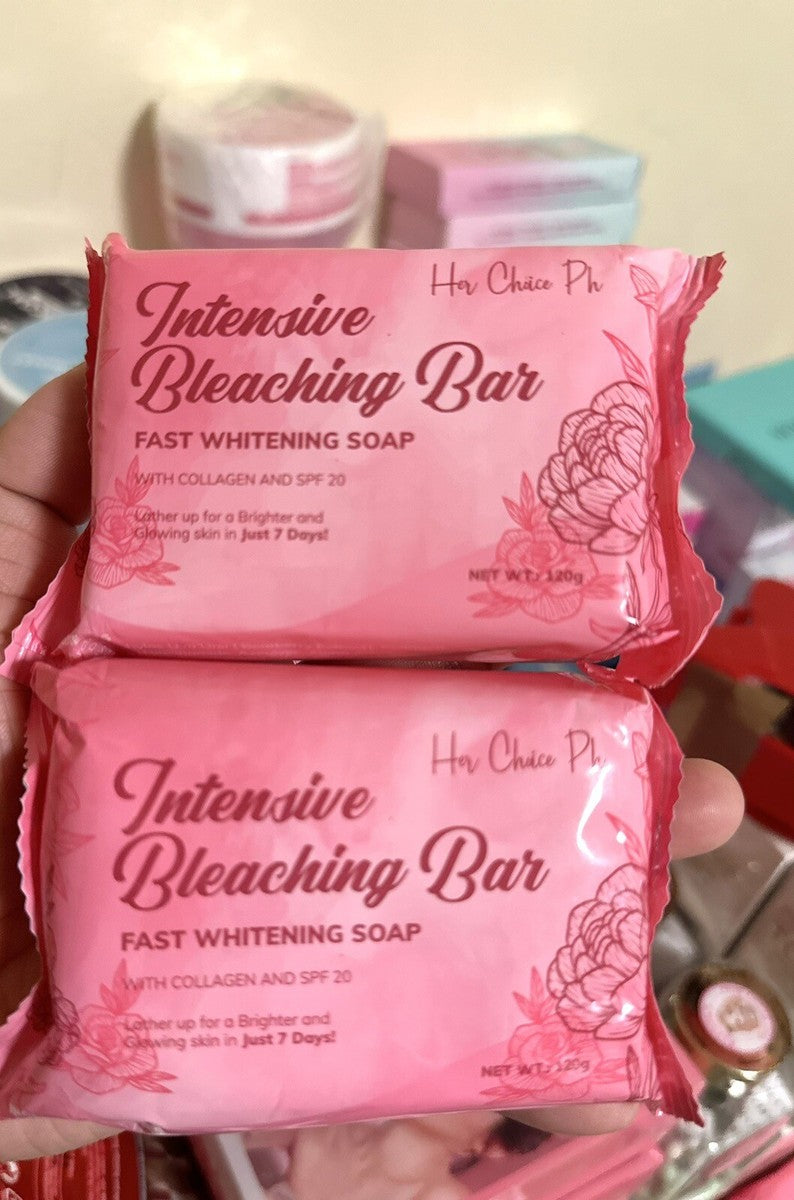 Her Choice Ph
Intensive
Bleaching Bar
FAST WHITENING SOAP
WITH COLLAGEN AND SPF 20
Lather up for a Brighter and
Glowing skin in Just 7 Days!
NET WT: 120g
Her Choice Ph
Intensive
Bleaching Bar
FAST WHITENING SOAP
WITH COLLAGEN AND SPF 20
Lather up for a Brighter and
Glowing skin in Just 7 Days!
NET WT: 120g